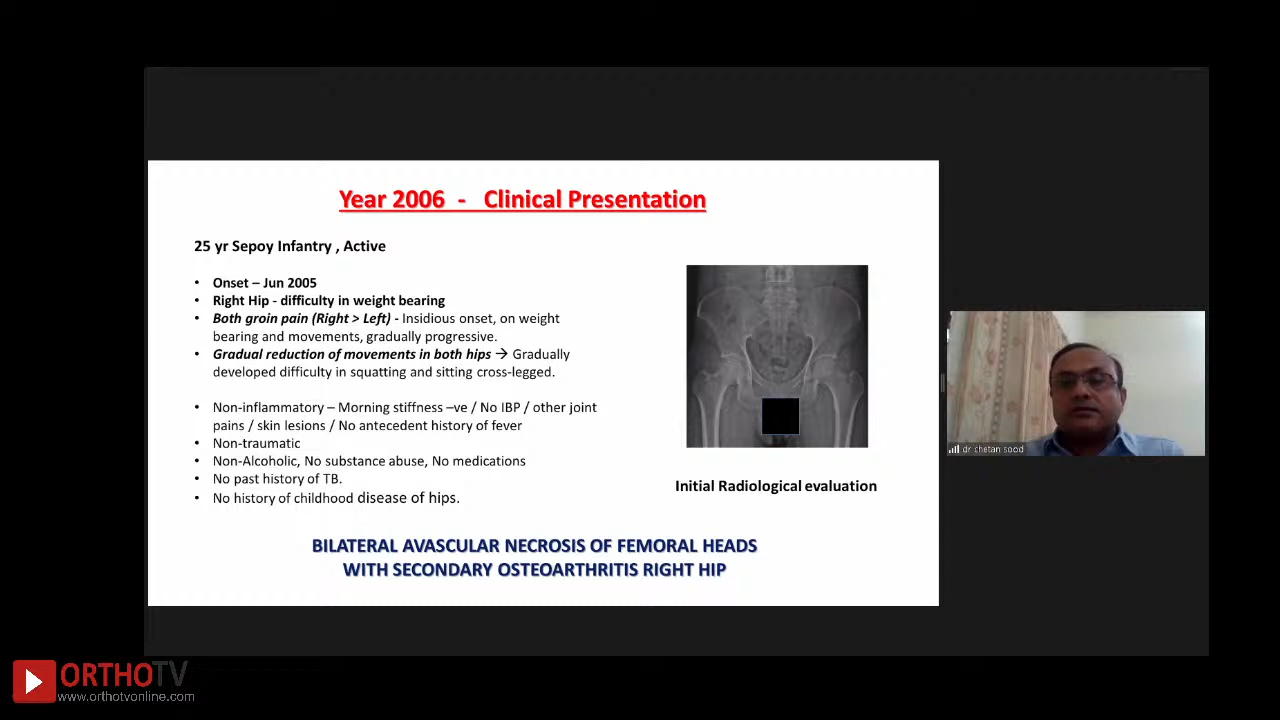 Year 2006 - Clinical Presentation
25 yr Sepoy Infantry , Active
• Onset – Jun 2005
• Right Hip - difficulty in weight bearing
• Both groin pain (Right > Left) - Insidious onset, on weight
bearing and movements, gradually progressive.
• Gradual reduction of movements in both hips → Gradually
developed difficulty in squatting and sitting cross-legged.
• Non-inflammatory – Morning stiffness –ve / No IBP / other joint
pains / skin lesions / No antecedent history of fever
• Non-traumatic
• Non-Alcoholic, No substance abuse, No medications
• No past history of TB.
• No history of childhood disease of hips.
Initial Radiological evaluation
BILATERAL AVASCULAR NECROSIS OF FEMORAL HEADS
WITH SECONDARY OSTEOARTHRITIS RIGHT HIP
dr chetan sood
ORTHOTV
www.orthotvonline.com